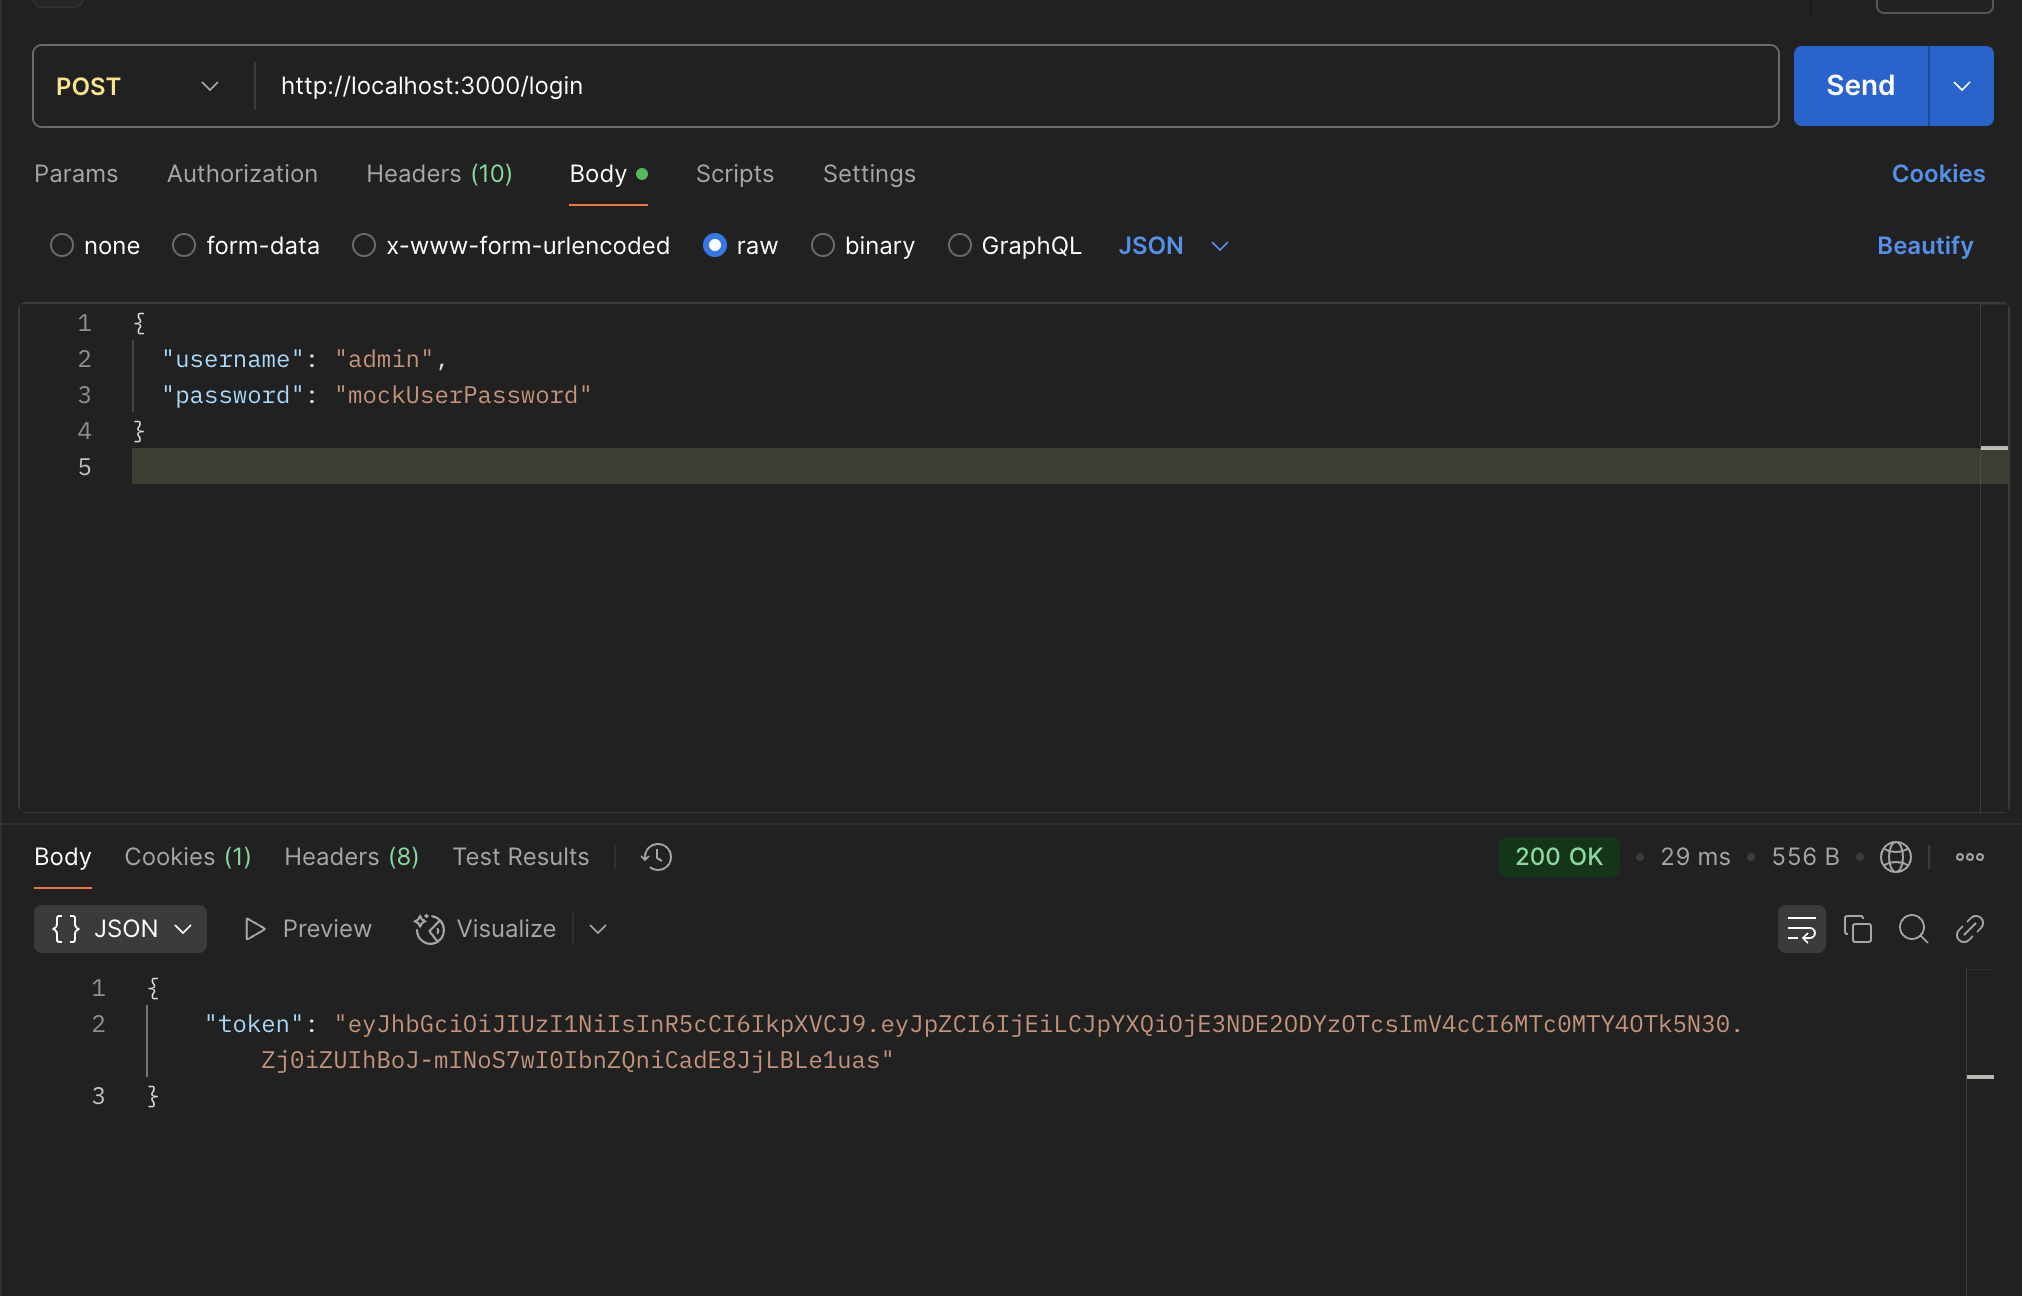 POST http://localhost:3000/login Send
Params Authorization Headers (10) Body Scripts Settings Cookies
none form-data x-www-form-urlencoded raw binary GraphQL JSON Beautify
1 {
2 "username": "admin",
3 "password": "mockUserPassword"
4 }
5
Body Cookies (1) Headers (8) Test Results 200 OK • 29 ms • 556 B
{} JSON Preview Visualize
1 {
2 "token": "eyJhbGciOiJIUzI1NiIsInR5cCI6IkpXVCJ9.eyJpZCI6IjEiLCJpYXQiOjE3NDE2ODYzOTcsImV4cCI6MTc0MTY4OTk5N30.
Zj0iZUIhBoJ-mINoS7wI0IbnZQniCadE8JjLBLe1uas"
3 }